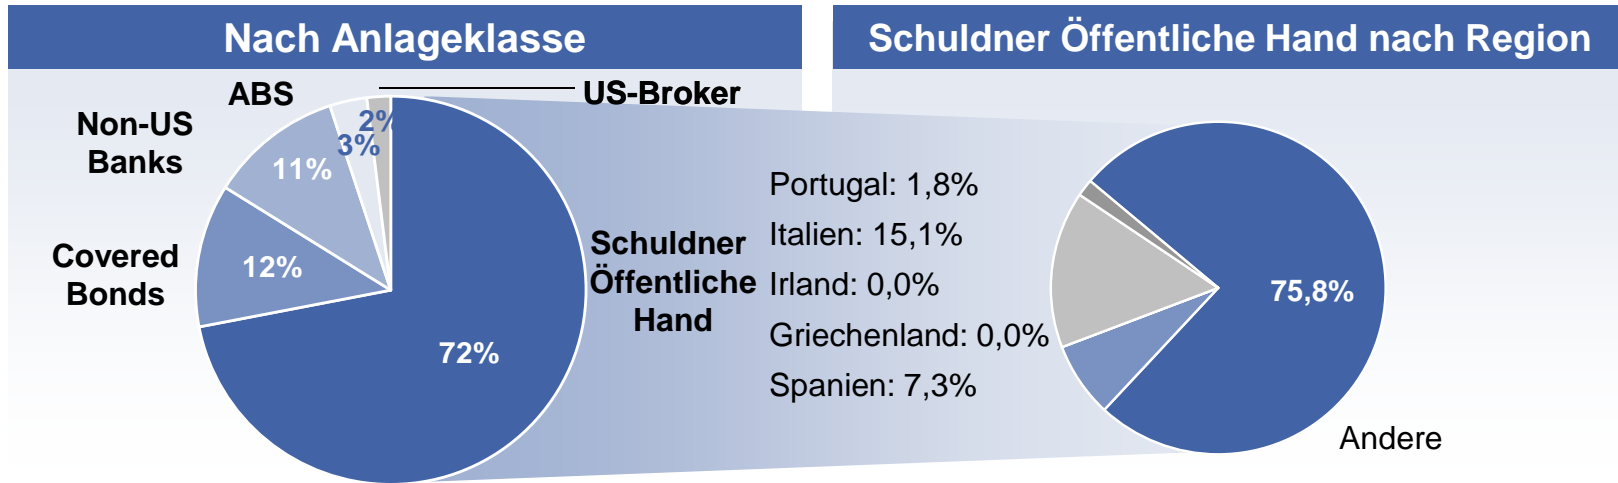 Nach Anlageklasse
Schuldner Öffentliche Hand nach Region
ABS
US-Broker
Non-US
Banks
2%
3%
11%
Covered
Bonds
12%
72%
Schuldner
Öffentliche
Hand
Portugal: 1,8%
Italien: 15,1%
Irland: 0,0%
Griechenland: 0,0%
Spanien: 7,3%
75,8%
Andere